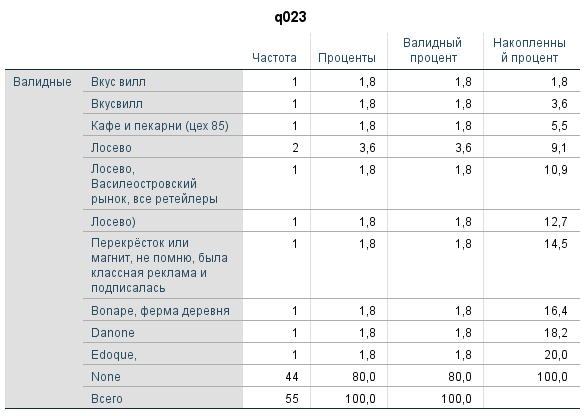 q023
Частота Проценты Валидный процент Накопленны й процент
Валидные Вкус вилл 1 1,8 1,8 1,8
Вкусвилл 1 1,8 1,8 3,6
Кафе и пекарни (цех 85) 1 1,8 1,8 5,5
Лосево 2 3,6 3,6 9,1
Лосево, 1 1,8 1,8 10,9
Василеостровский
рынок, все ретейлеры
Лосево) 1 1,8 1,8 12,7
Перекрёсток или 1 1,8 1,8 14,5
магнит, не помню, была
классная реклама и
подписалась
Bonape, ферма деревня 1 1,8 1,8 16,4
Danone 1 1,8 1,8 18,2
Edoque, 1 1,8 1,8 20,0
None 44 80,0 80,0 100,0
Всего 55 100,0 100,0